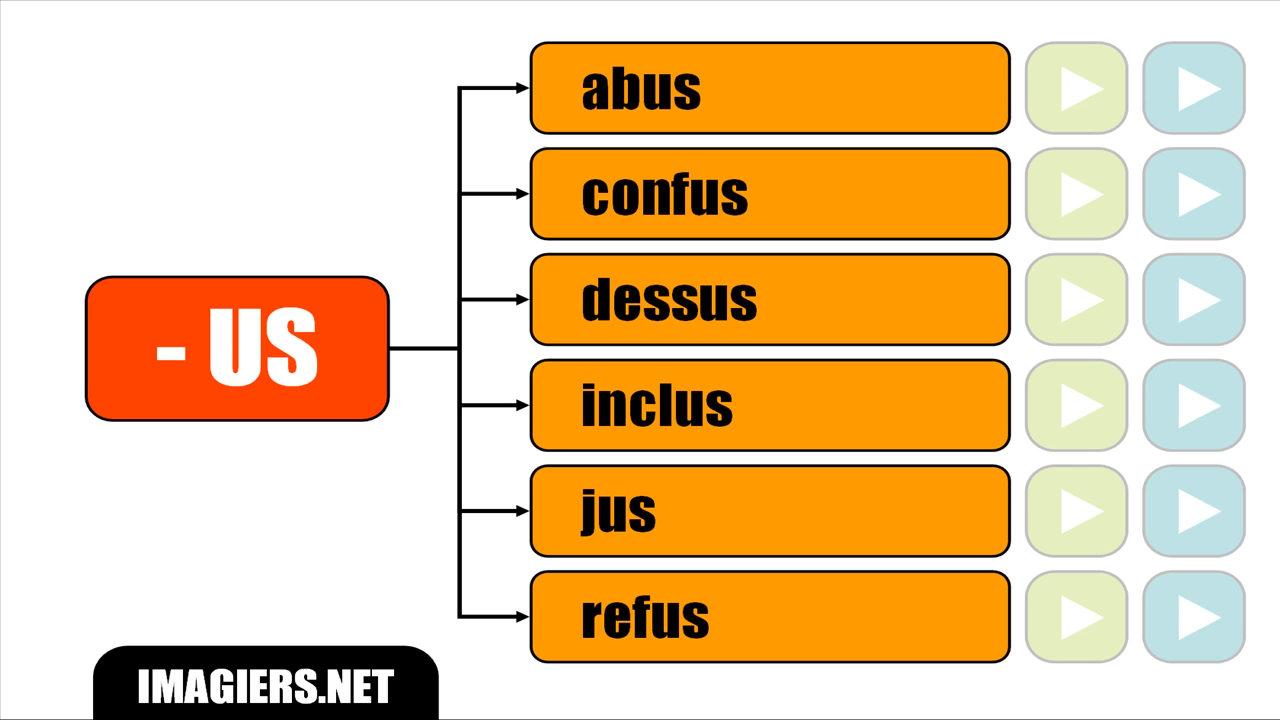 - US
abus
confus
dessus
inclus
jus
refus
IMAGIERS.NET